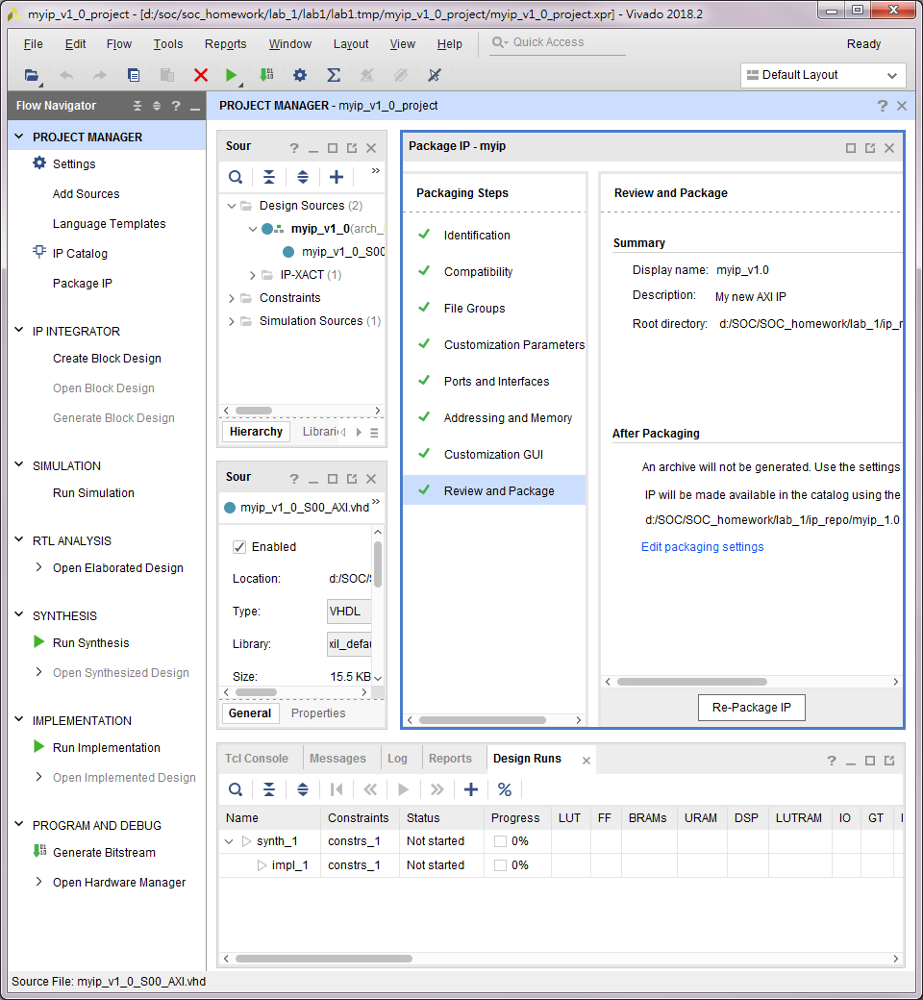 myip_v1_0_project - [d:/soc/soc_homework/lab_1/lab1/lab1.tmp/myip_v1_0_project/myip_v1_0_project.xpr] - Vivado 2018.2
File Edit Flow Tools Reports Window Layout View Help Quick Access Ready
Default Layout
Flow Navigator
PROJECT MANAGER - myip_v1_0_project
PROJECT MANAGER
Settings
Add Sources
Language Templates
IP Catalog
Package IP
IP INTEGRATOR
Create Block Design
Open Block Design
Generate Block Design
SIMULATION
Run Simulation
RTL ANALYSIS
Open Elaborated Design
SYNTHESIS
Run Synthesis
Open Synthesized Design
IMPLEMENTATION
Run Implementation
Open Implemented Design
PROGRAM AND DEBUG
Generate Bitstream
Open Hardware Manager
Sour
Design Sources (2)
myip_v1_0(arch_
myip_v1_0_S00
IP-XACT (1)
Constraints
Simulation Sources (1)
Hierarchy Librarie
Sour
myip_v1_0_S00_AXI.vhd
Enabled
Location: d:/SOC/S
Type: VHDL
Library: xil_defau
Size: 15.5 KB
General Properties
Package IP - myip
Packaging Steps
Identification
Compatibility
File Groups
Customization Parameters
Ports and Interfaces
Addressing and Memory
Customization GUI
Review and Package
Review and Package
Summary
Display name: myip_v1.0
Description: My new AXI IP
Root directory: d:/SOC/SOC_homework/lab_1/ip_r
After Packaging
An archive will not be generated. Use the settings
IP will be made available in the catalog using the
d:/SOC/SOC_homework/lab_1/ip_repo/myip_1.0
Edit packaging settings
Re-Package IP
Tcl Console Messages Log Reports Design Runs
Name Constraints Status Progress LUT FF BRAMs URAM DSP LUTRAM IO GT
synth_1 constrs_1 Not started 0%
impl_1 constrs_1 Not started 0%
Source File: myip_v1_0_S00_AXI.vhd